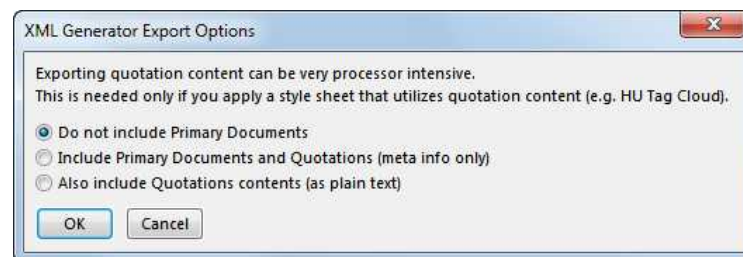 XML Generator Export Options
Exporting quotation content can be very processor intensive.
This is needed only if you apply a style sheet that utilizes quotation content (e.g. HU Tag Cloud).
Do not include Primary Documents
Include Primary Documents and Quotations (meta info only)
Also include Quotations contents (as plain text)
OK Cancel